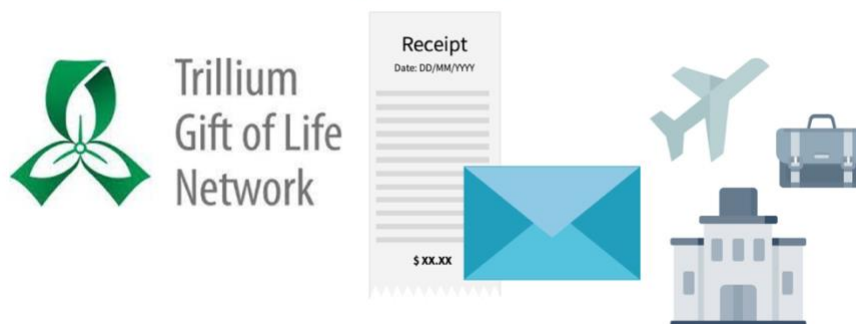 Trillium
Gift of Life
Network
Receipt
Date: DD/MM/YYYY
$ XX.XX